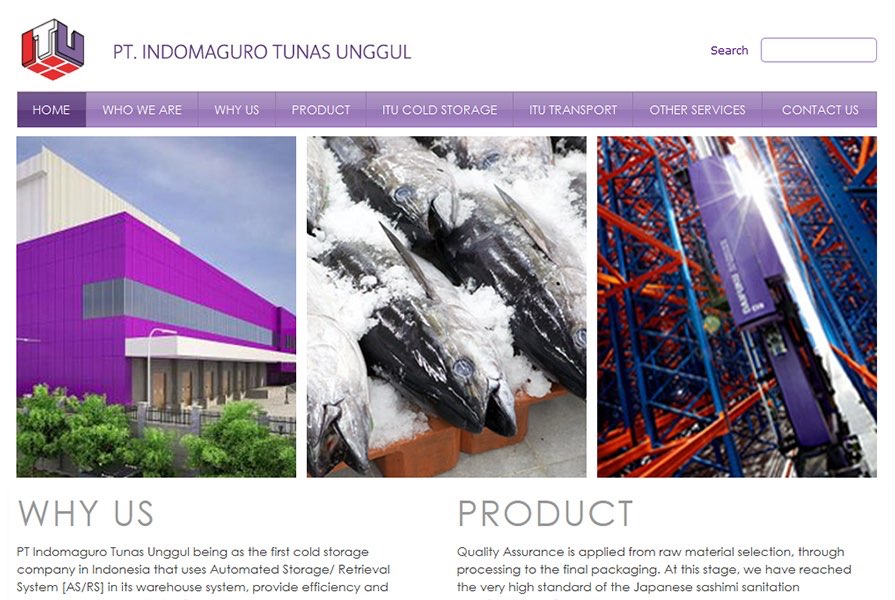 ITU
PT. INDOMAGURO TUNAS UNGGUL
Search
HOME
WHO WE ARE
WHY US
PRODUCT
ITU COLD STORAGE
ITU TRANSPORT
OTHER SERVICES
CONTACT US
DAIFUKU
WHY US
PT Indomaguro Tunas Unggul being as the first cold storage
company in Indonesia that uses Automated Storage/ Retrieval
System [AS/RS] in its warehouse system, provide efficiency and
PRODUCT
Quality Assurance is applied from raw material selection, through
processing to the final packaging. At this stage, we have reached
the very high standard of the Japanese sashimi sanitation